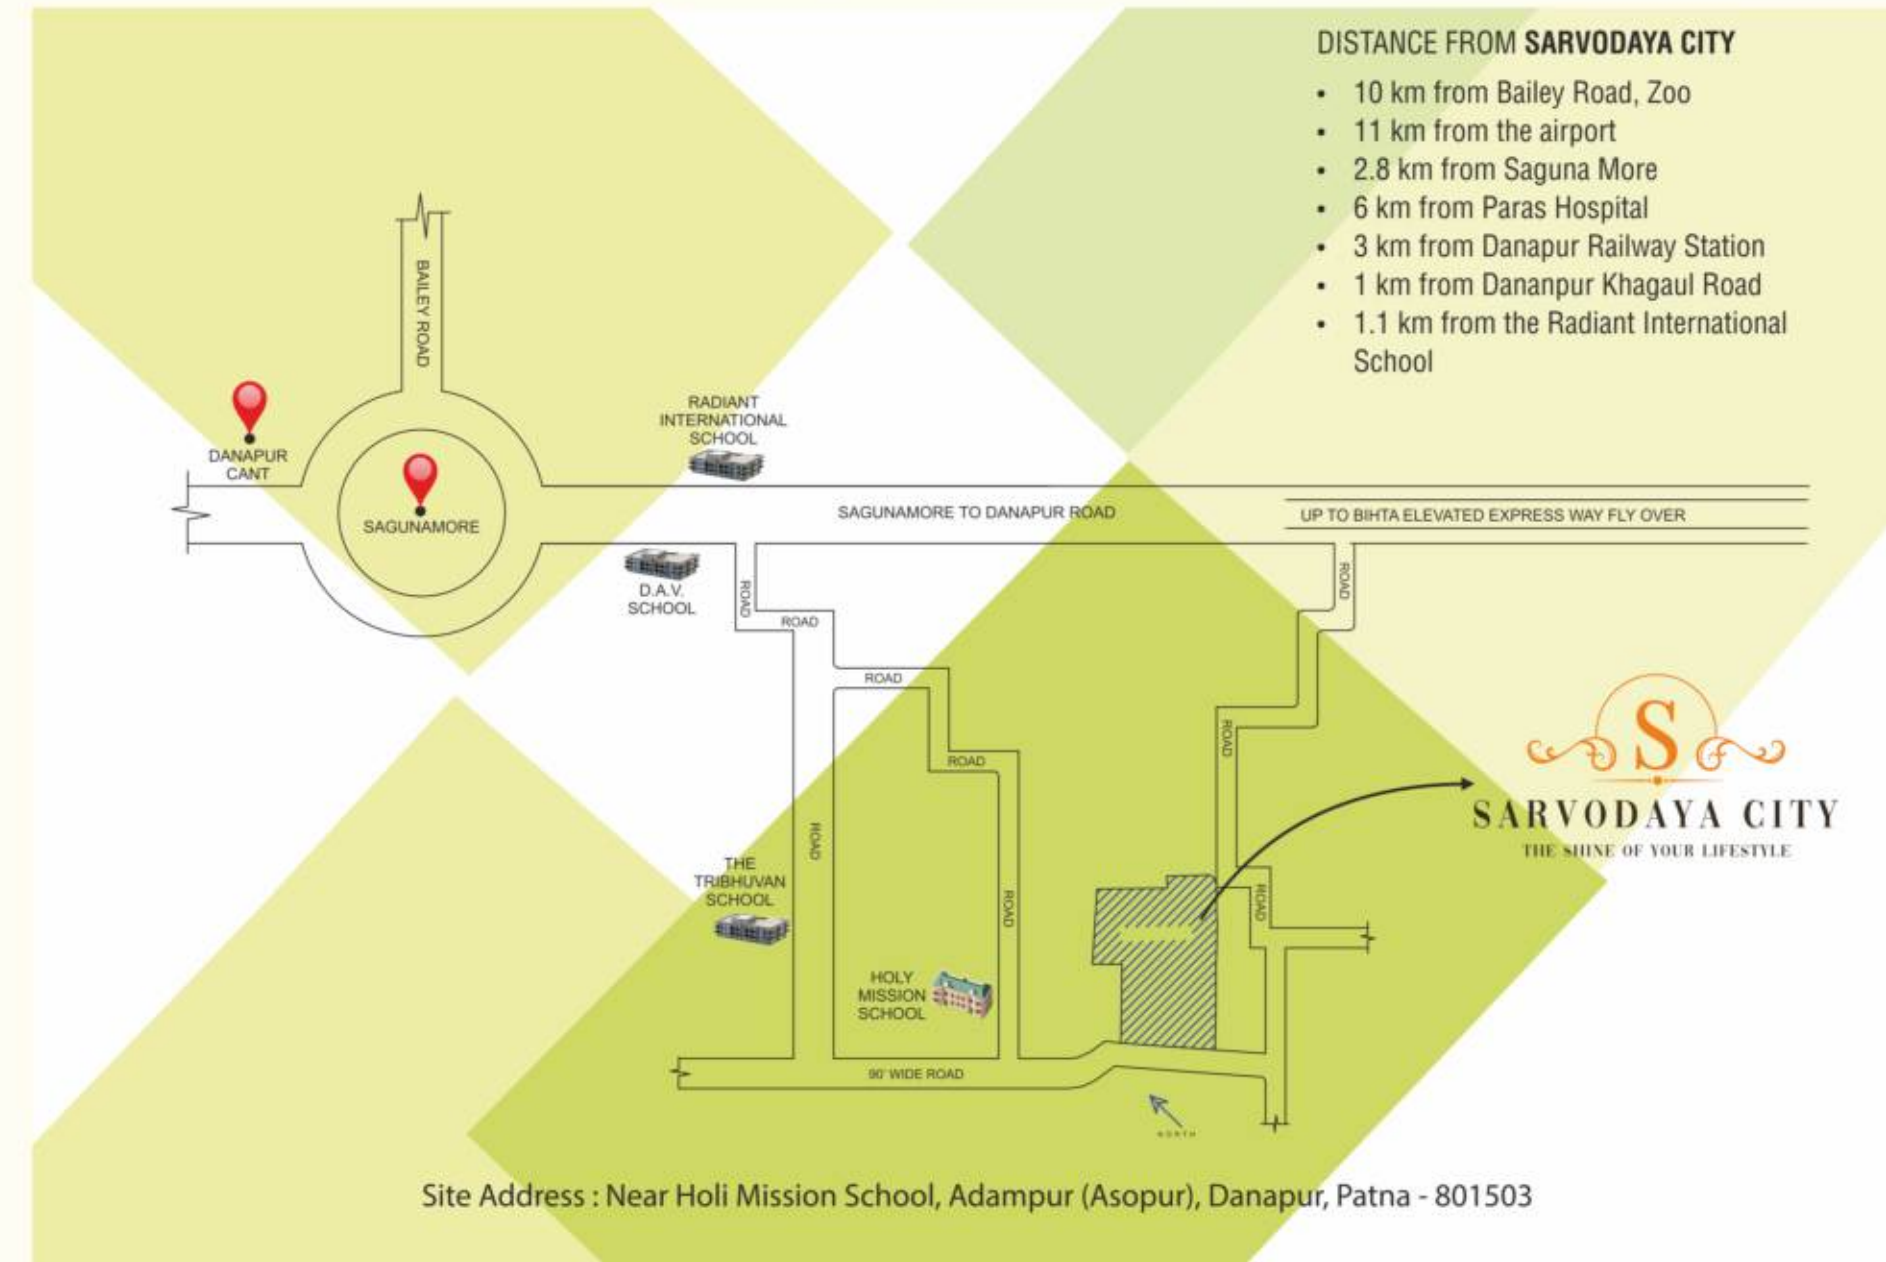 DISTANCE FROM SARVODAYA CITY
• 10 km from Bailey Road, Zoo
• 11 km from the airport
• 2.8 km from Saguna More
• 6 km from Paras Hospital
• 3 km from Danapur Railway Station
• 1 km from Dananpur Khagaul Road
• 1.1 km from the Radiant International
School
BAILEY ROAD
DANAPUR
CANT
SAGUNAMORE
RADIANT
INTERNATIONAL
SCHOOL
SAGUNAMORE TO DANAPUR ROAD
UP TO BIHTA ELEVATED EXPRESS WAY FLY OVER
D.A.V.
SCHOOL
ROAD
ROAD
ROAD
ROAD
ROAD
ROAD
ROAD
ROAD
ROAD
S
SARVODAYA CITY
THE SHINE OF YOUR LIFESTYLE
THE
TRIBHUVAN
SCHOOL
HOLY
MISSION
SCHOOL
90' WIDE ROAD
NORTH
Site Address : Near Holi Mission School, Adampur (Asopur), Danapur, Patna - 801503